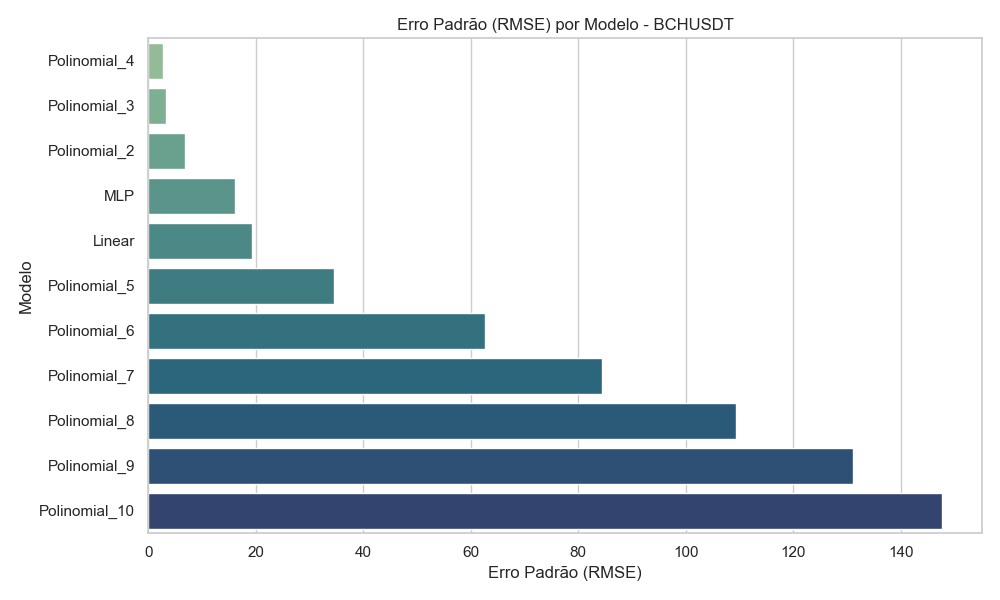 Erro Padrão (RMSE) por Modelo - BCHUSDT
Polinomial_4
Polinomial_3
Polinomial_2
MLP
Linear
Polinomial_5
Polinomial_6
Polinomial_7
Polinomial_8
Polinomial_9
Polinomial_10
Modelo
0 20 40 60 80 100 120 140
Erro Padrão (RMSE)